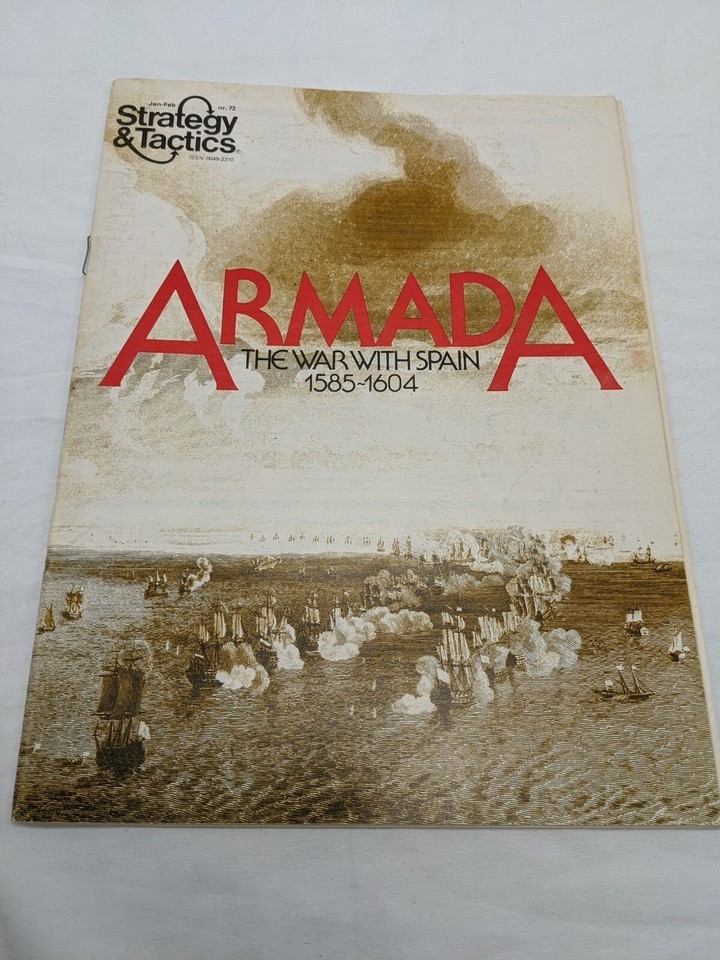 Jan-Feb nr. 72
Strategy
& Tactics
ISSN 0049-2310
ARMADA
THE WAR WITH SPAIN
1585~1604